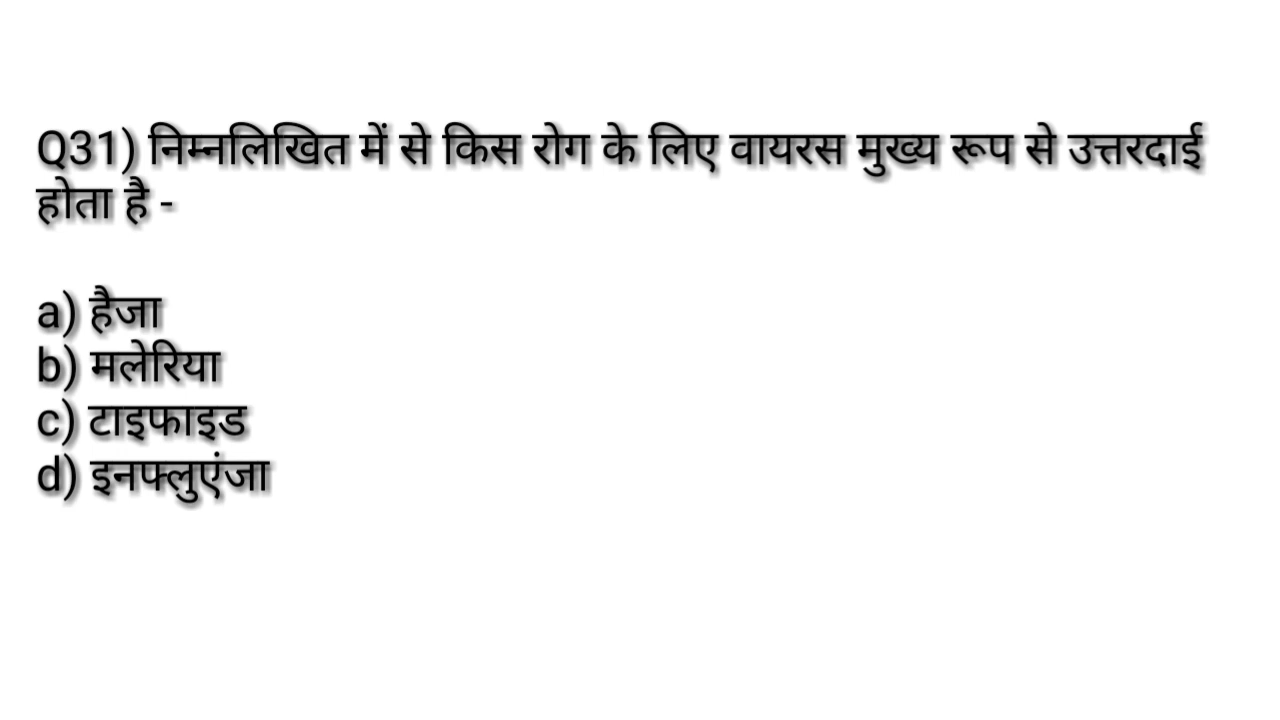 Q31) निम्नलिखित में से किस रोग के लिए वायरस मुख्य रूप से उत्तरदाई
होता है -
a) हैजा
b) मलेरिया
c) टाइफाइड
d) इनफ्लुएंजा